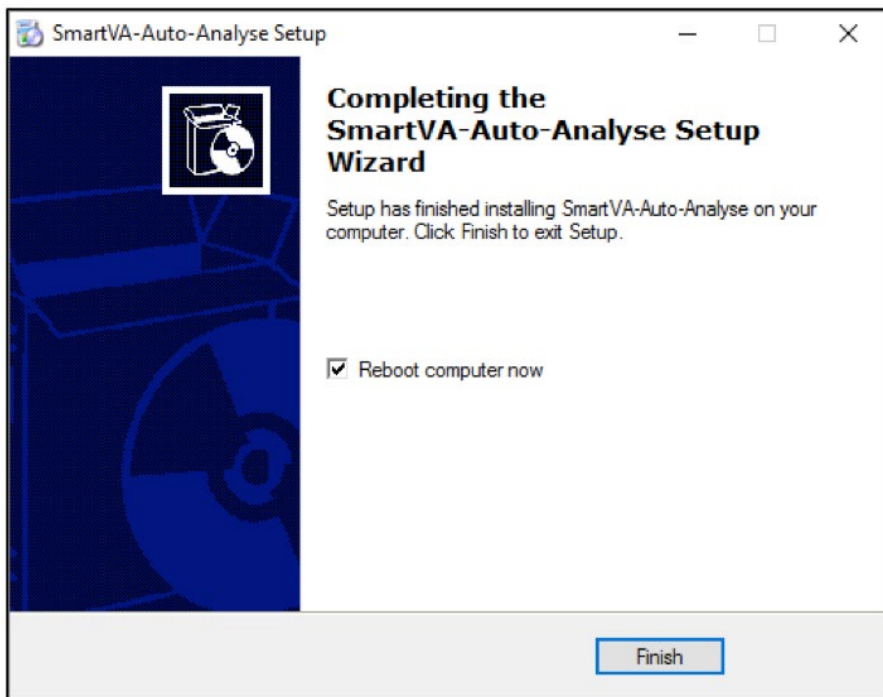 SmartVA-Auto-Analyse Setup
Completing the
SmartVA-Auto-Analyse Setup
Wizard
Setup has finished installing SmartVA-Auto-Analyse on your
computer. Click Finish to exit Setup.
Reboot computer now
Finish